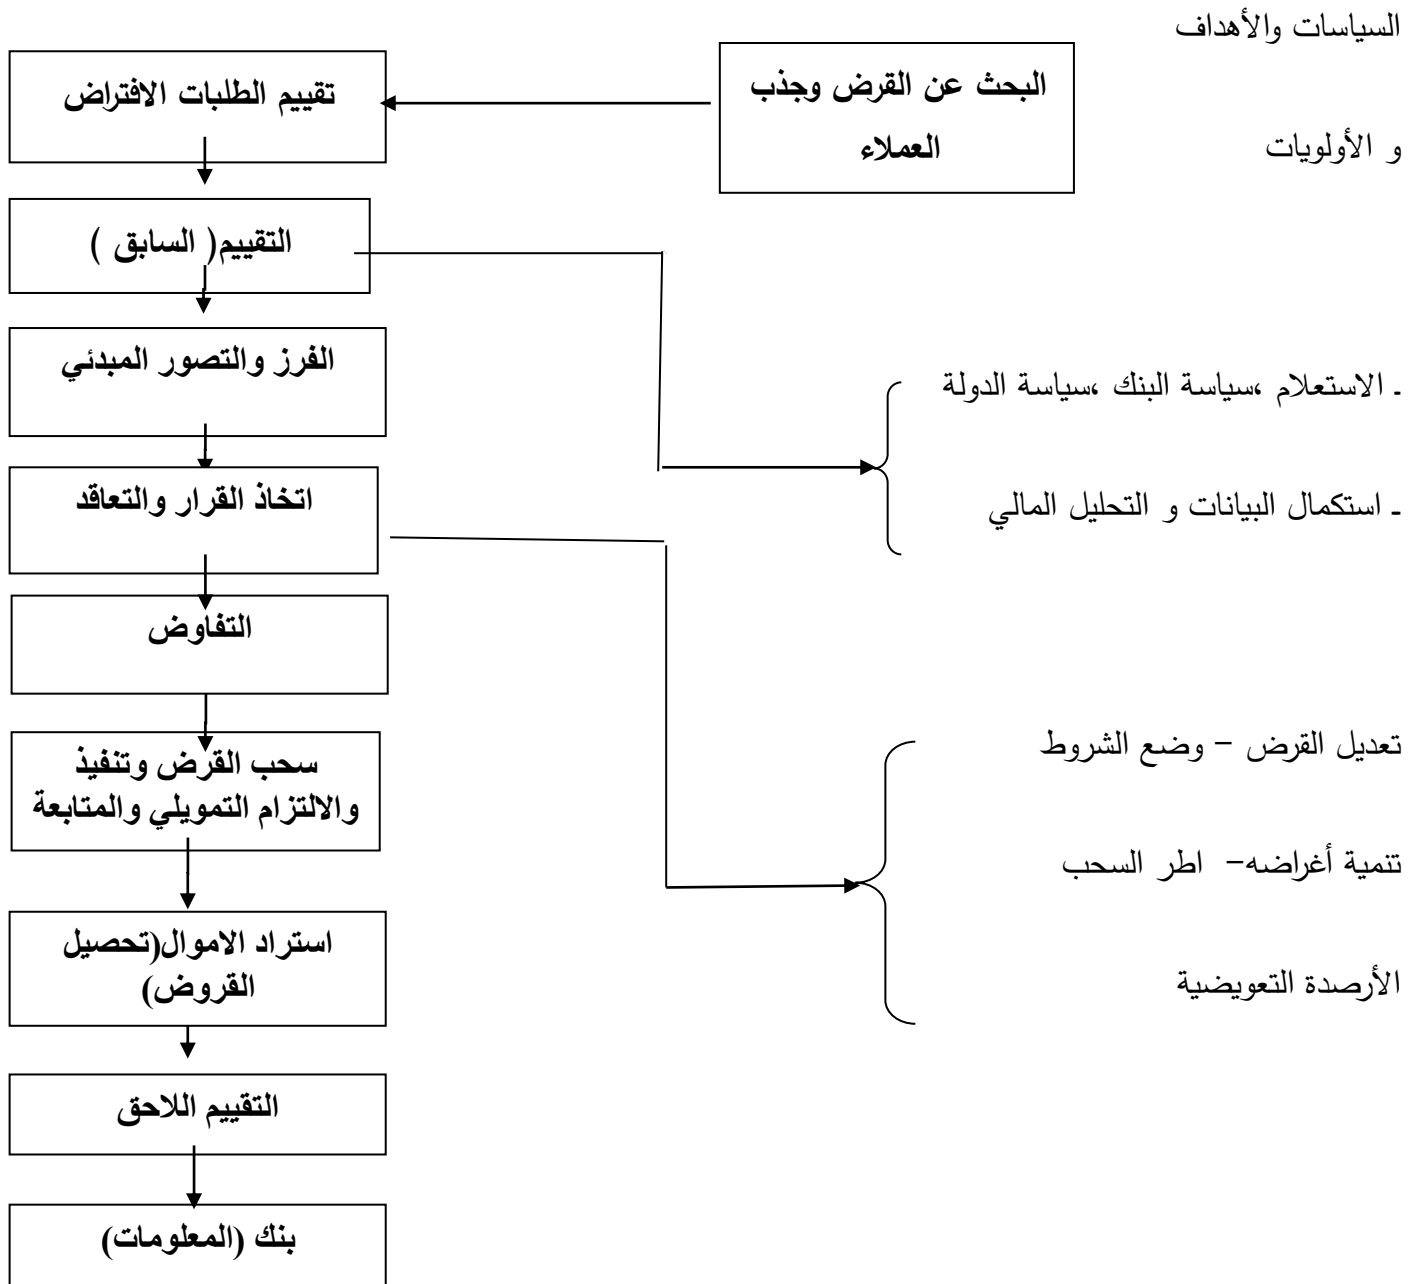 السياسات والأهداف
و الأولويات
البحث عن القرض وجذب
العملاء
تقييم الطلبات الافتراض
التقييم( السابق )
الفرز والتصور المبدئي
ـ الاستعلام ،سياسة البنك ،سياسة الدولة
ـ استكمال البيانات و التحليل المالي
اتخاذ القرار والتعاقد
التفاوض
تعديل القرض – وضع الشروط
تنمية أغراضه– اطر السحب
الأرصدة التعويضية
سحب القرض وتنفيذ
والالتزام التمويلي والمتابعة
استراد الاموال(تحصيل
القروض)
التقييم اللاحق
بنك (المعلومات)